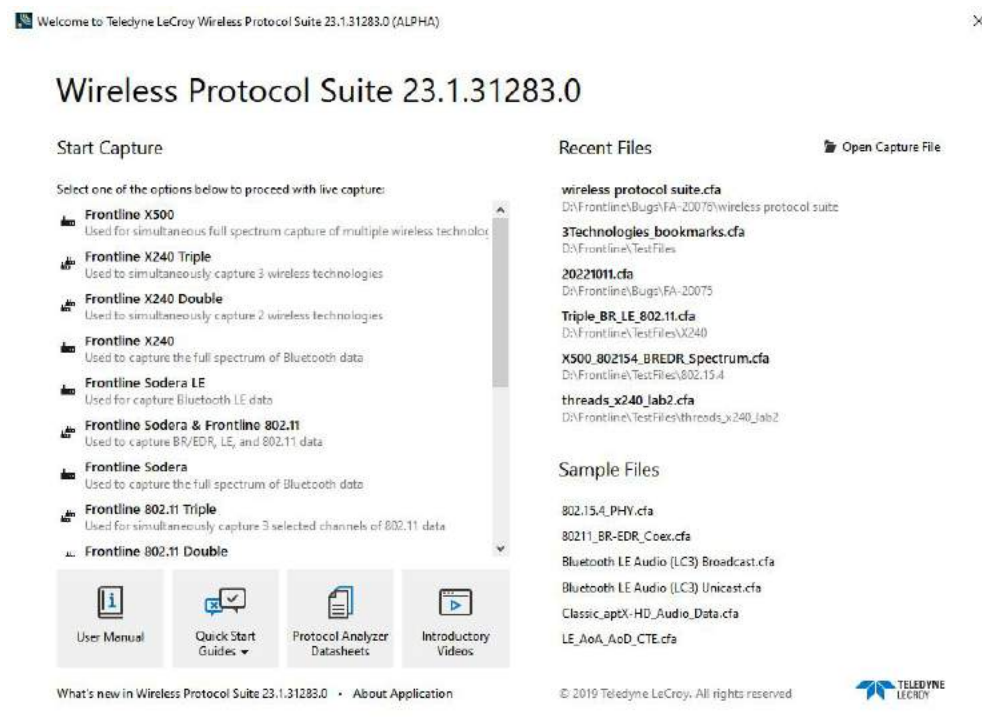 Welcome to Teledyne LeCroy Wireless Protocol Suite 23.1.31283.0 (ALPHA)
Wireless Protocol Suite 23.1.31283.0
Start Capture
Select one of the options below to proceed with live capture:
Frontline X500
Used for simultaneous full spectrum capture of multiple wireless technolog
Frontline X240 Triple
Used to simultaneously capture 3 wireless technologies
Frontline X240 Double
Used to simultaneously capture 2 wireless technologies
Frontline X240
Used to capture the full spectrum of Bluetooth data
Frontline Sodera LE
Used for capture Bluetooth LE data
Frontline Sodera & Frontline 802.11
Used to capture BR/EDR, LE, and 802.11 data
Frontline Sodera
Used to capture the full spectrum of Bluetooth data
Frontline 802.11 Triple
Used for simultaneously capture 3 selected channels of 802.11 data
Frontline 802.11 Double
User Manual
Quick Start
Guides
Protocol Analyzer
Datasheets
Introductory
Videos
What's new in Wireless Protocol Suite 23.1.31283.0 • About Application
Recent Files
Open Capture File
wireless protocol suite.cfa
D:\Frontline\Bugs\FA-20076\wireless protocol suite
3Technologies_bookmarks.cfa
D:\Frontline\TestFiles
20221011.cfa
D:\Frontline\Bugs\FA-20075
Triple_BR_LE_802.11.cfa
D:\Frontline\TestFiles\X240
X500_802154_BREDR_Spectrum.cfa
D:\Frontline\TestFiles\802.15.4
threads_x240_lab2.cfa
D:\Frontline\TestFiles\threads_x240_lab2
Sample Files
802.15.4_PHY.cfa
80211_BR-EDR_Coex.cfa
Bluetooth LE Audio (LC3) Broadcast.cfa
Bluetooth LE Audio (LC3) Unicast.cfa
Classic_aptX-HD_Audio_Data.cfa
LE_AoA_AoD_CTE.cfa
© 2019 Teledyne LeCroy. All rights reserved
TELEDYNE
LECROY